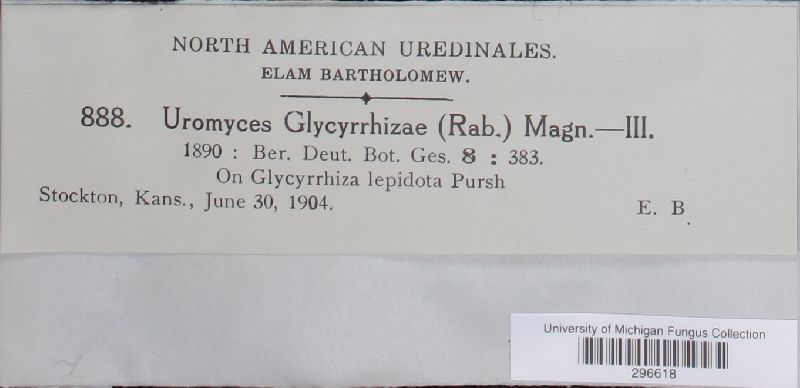 NORTH AMERICAN UREDINALES.
ELAM BARTHOLOMEW.
888. Uromyces Glycyrrhizae (Rab.) Magn.—III.
1890 : Ber. Deut. Bot. Ges. 8 : 383.
On Glycyrrhiza lepidota Pursh
Stockton, Kans., June 30, 1904. E. B.
University of Michigan Fungus Collection
296618